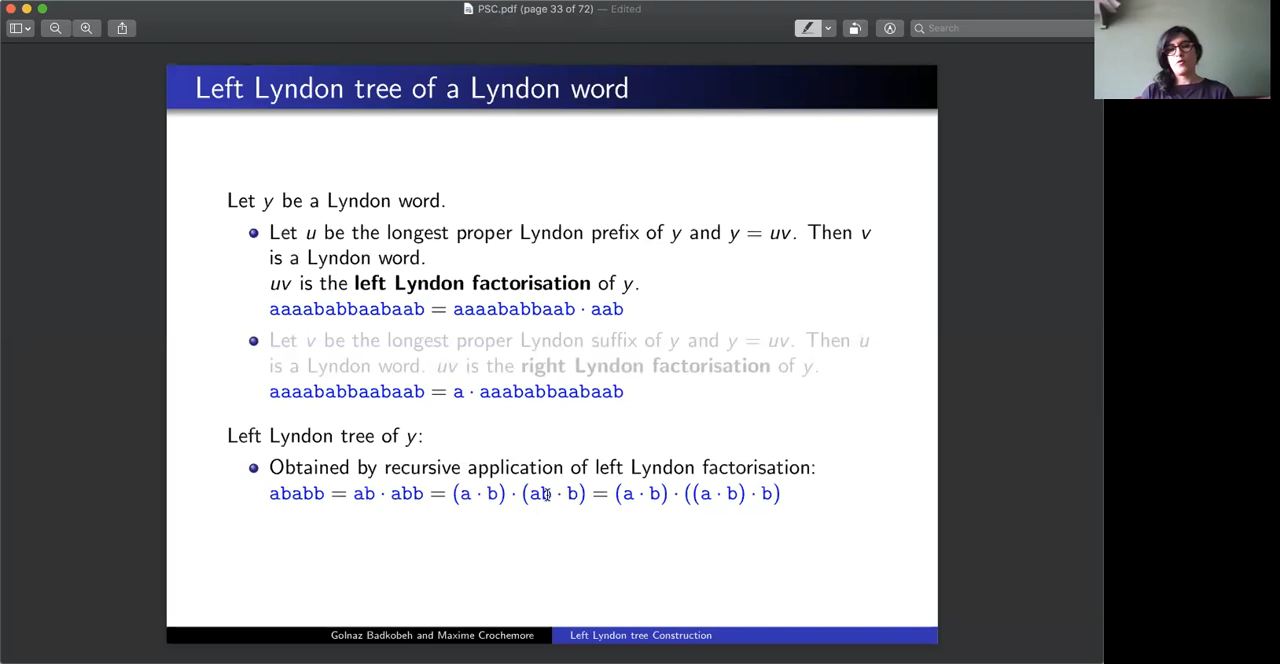 PSC.pdf (page 33 of 72) — Edited
Search
Left Lyndon tree of a Lyndon word
Let y be a Lyndon word.
Let u be the longest proper Lyndon prefix of y and y = uv. Then v
is a Lyndon word.
uv is the left Lyndon factorisation of y.
aaaababbaabaab = aaaababbaab · aab
Let v be the longest proper Lyndon suffix of y and y = uv. Then u
is a Lyndon word. uv is the right Lyndon factorisation of y.
aaaababbaabaab = a · aaababbaabaab
Left Lyndon tree of y:
Obtained by recursive application of left Lyndon factorisation:
ababb = ab · abb = (a · b) · (ab · b) = (a · b) · ((a · b) · b)
Golnaz Badkobeh and Maxime Crochemore
Left Lyndon tree Construction